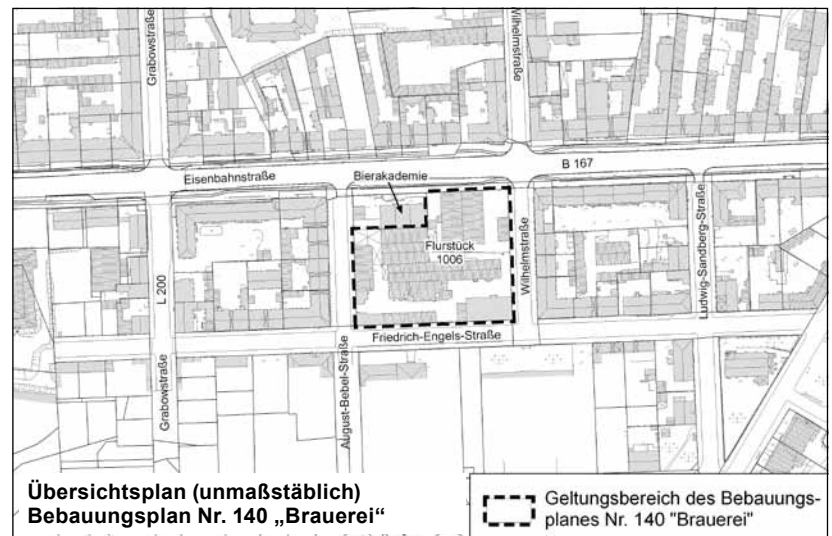 Grabowstraße
Wilhelmstraße
B 167
Eisenbahnstraße
Bierakademie
Flurstück
1006
Wilhelmstraße
Ludwig-Sandberg-Straße
L 200
Friedrich-Engels-Straße
Grabowstraße
August-Bebel-Straße
Übersichtsplan (unmaßstäblich)
Bebauungsplan Nr. 140 „Brauerei“
Geltungsbereich des Bebauungs-
planes Nr. 140 "Brauerei"